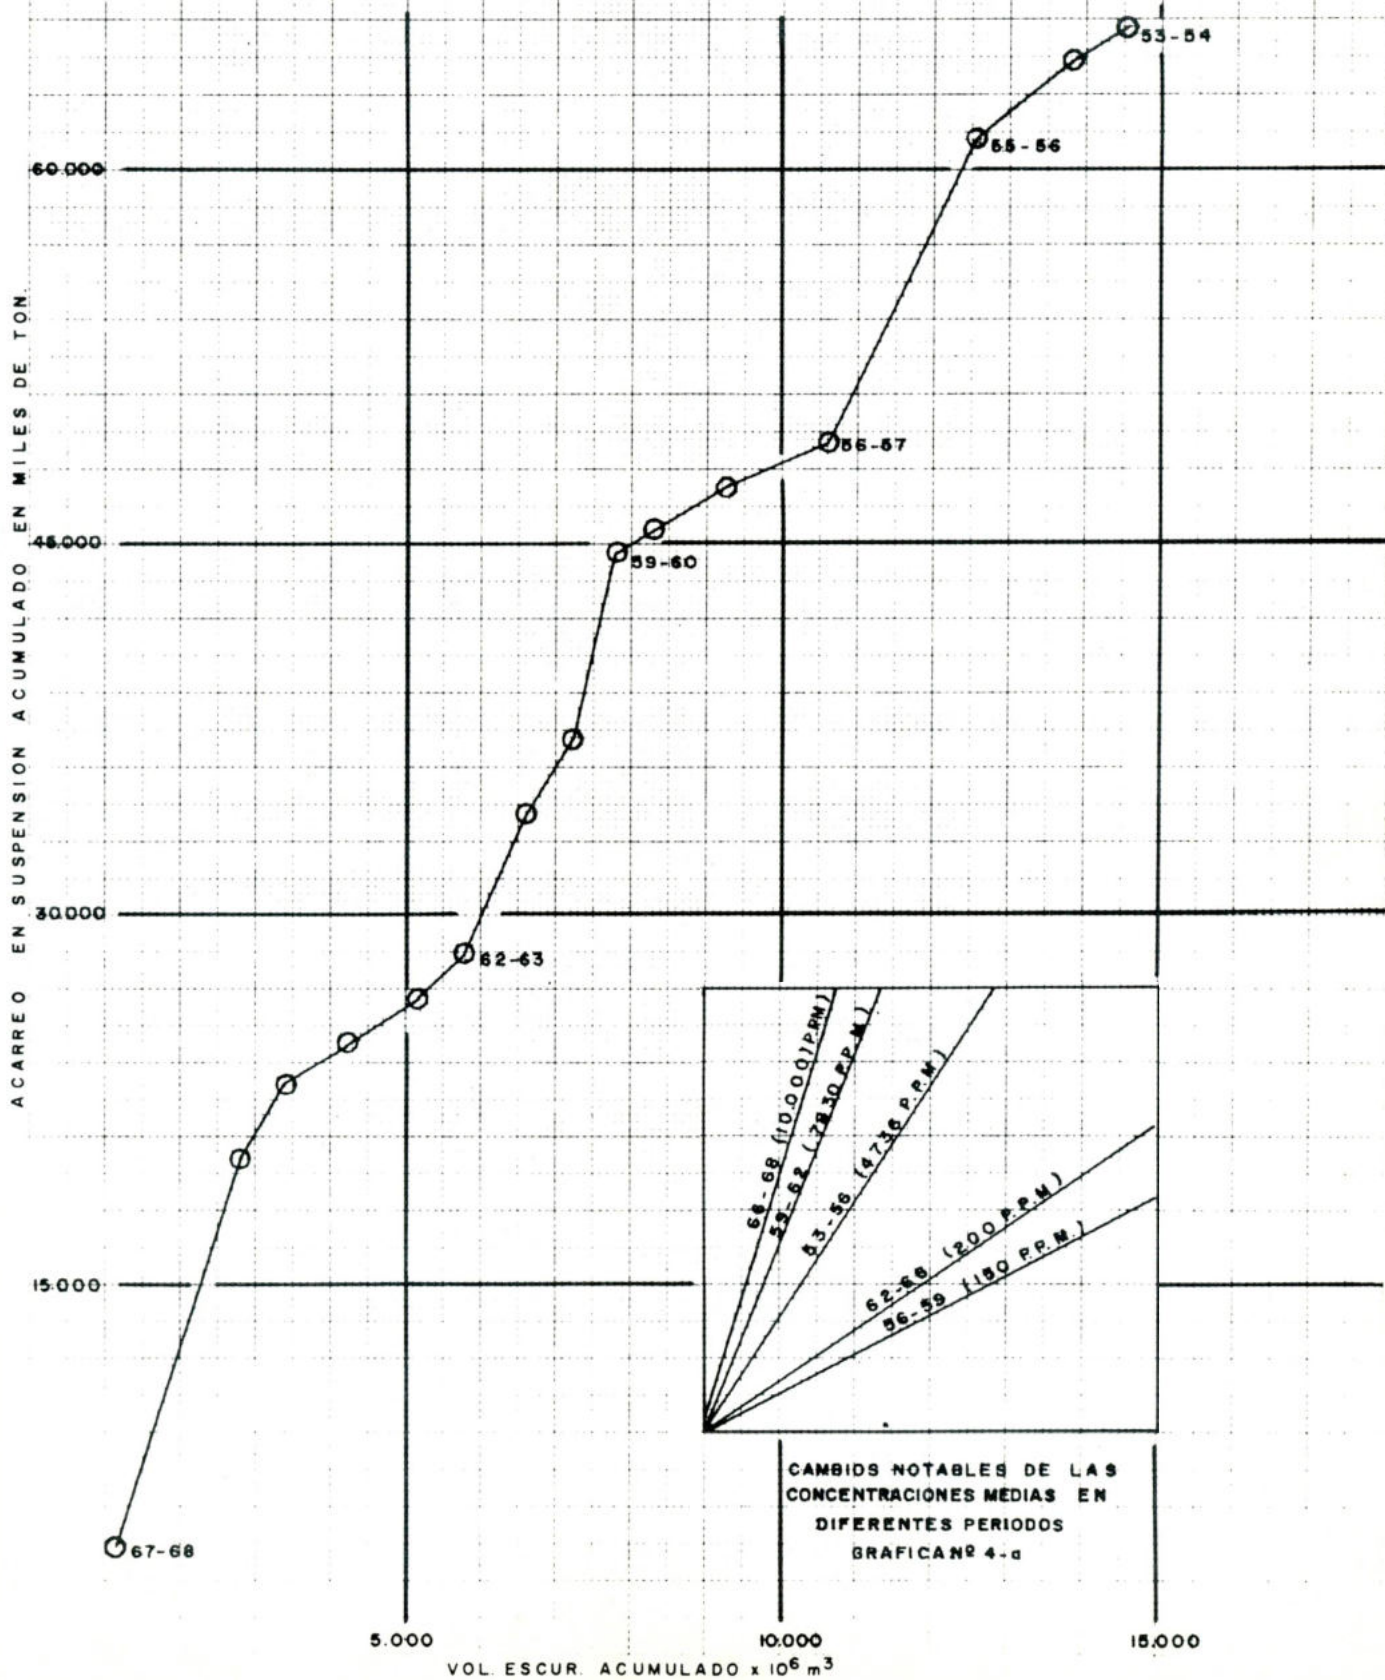 53-54
55-56
60.000
ACARREO EN SUSPENSION ACUMULADO EN MILES DE TON.
56-57
45.000
59-60
30.000
62-63
66-68 (10.000)P.P.M)
59-62 (7830 P.P.M)
53-56 (4736 P.P.M)
62-66 (200 P.P.M)
56-59 (150 P.P.M.)
15.000
CAMBIOS NOTABLES DE LAS
CONCENTRACIONES MEDIAS EN
DIFERENTES PERIODOS
GRAFICA Nº 4-a
67-68
5.000
10.000
15.000
VOL. ESCUR. ACUMULADO x 10⁶ m³